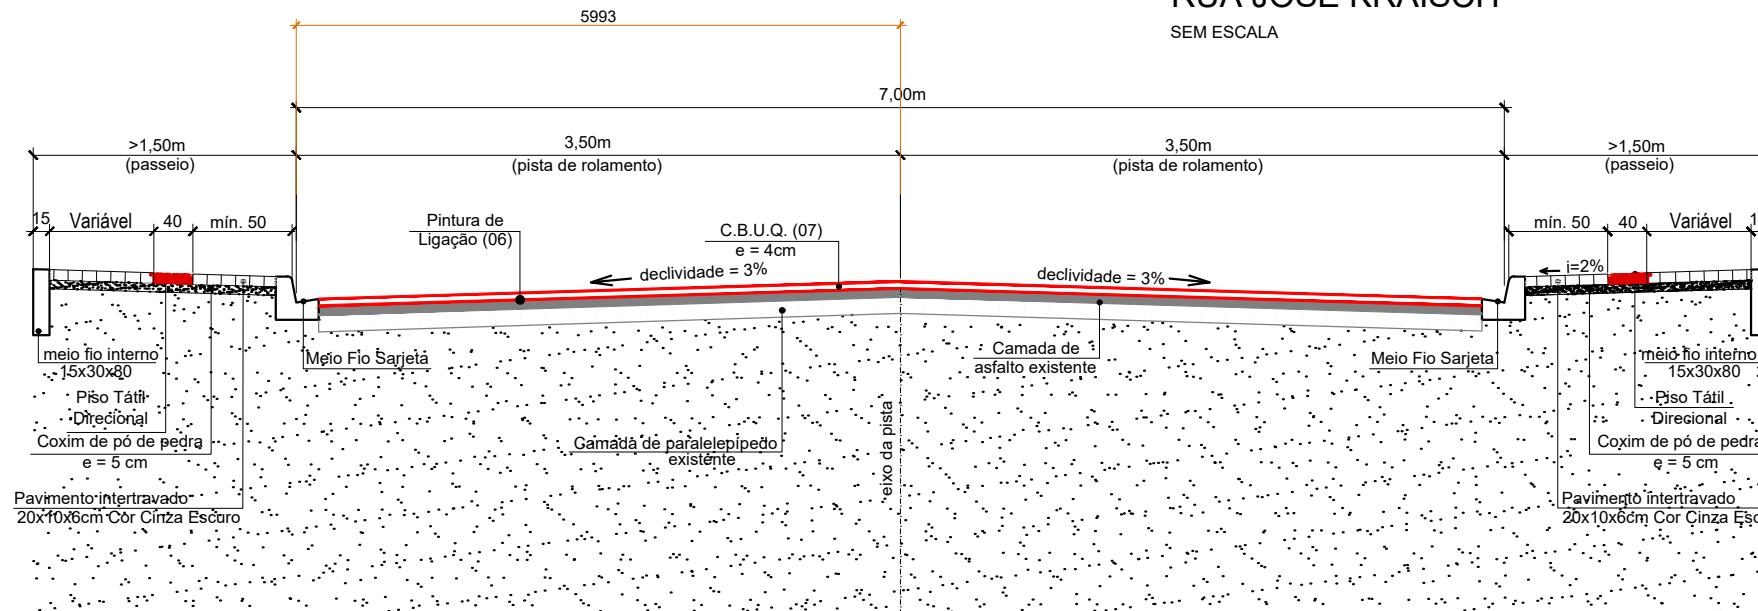 RUA JOSÉ KRAISCH
SEM ESCALA
5993
7,00m
>1,50m
(passeio)
3,50m
(pista de rolamento)
3,50m
(pista de rolamento)
>1,50m
(passeio)
15
Variável
40
mín. 50
mín. 50
40
Variável
1
Pintura de
Ligação (06)
C.B.U.Q. (07)
e = 4cm
declividade = 3%
declividade = 3%
i=2%
meio fio interno
15x30x80
Piso Tátil
Direcional
Coxim de pó de pedra
e = 5 cm
Pavimento intertravado
20x10x6cm Cor Cinza Escuro
Meio Fio Sarjeta
Camada de paralelepípedo
existente
eixo da pista
Camada de
asfalto existente
Meio Fio Sarjeta
meio fio interno
15x30x80
Piso Tátil
Direcional
Coxim de pó de pedra
e = 5 cm
Pavimento intertravado
20x10x6cm Cor Cinza Esc